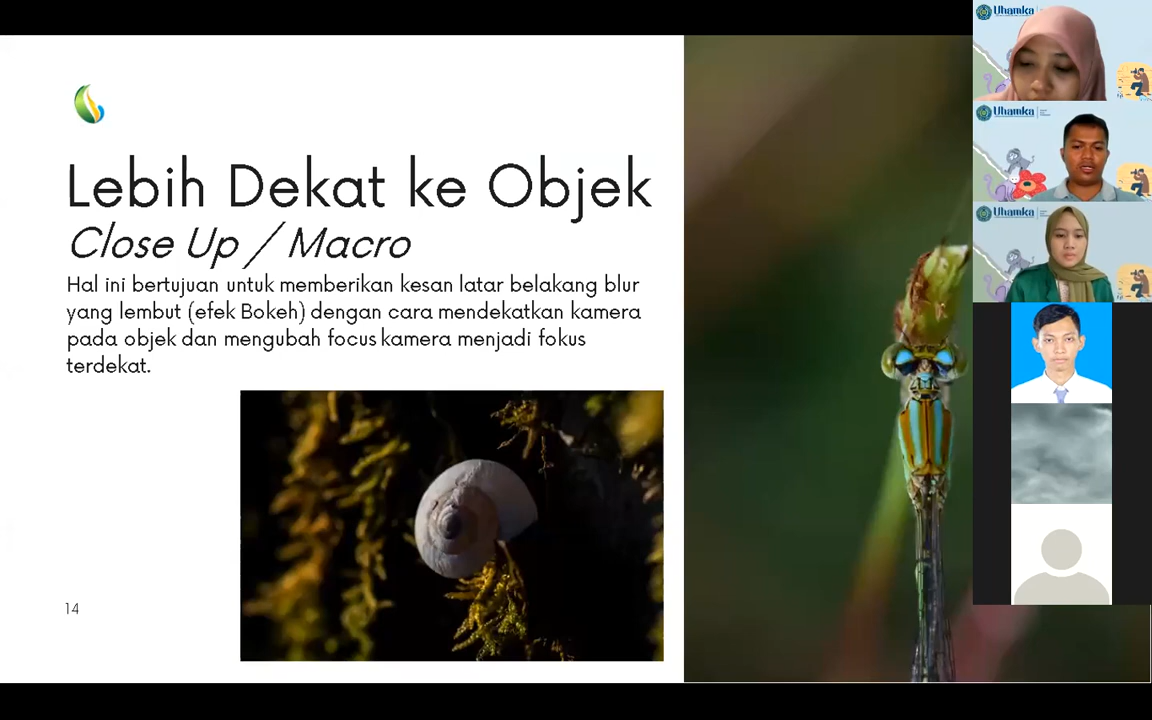 Lebih Dekat ke Objek
Close Up / Macro
Hal ini bertujuan untuk memberikan kesan latar belakang blur
yang lembut (efek Bokeh) dengan cara mendekatkan kamera
pada objek dan mengubah focus kamera menjadi fokus
terdekat.
14
Uhamka
Uhamka
Uhamka